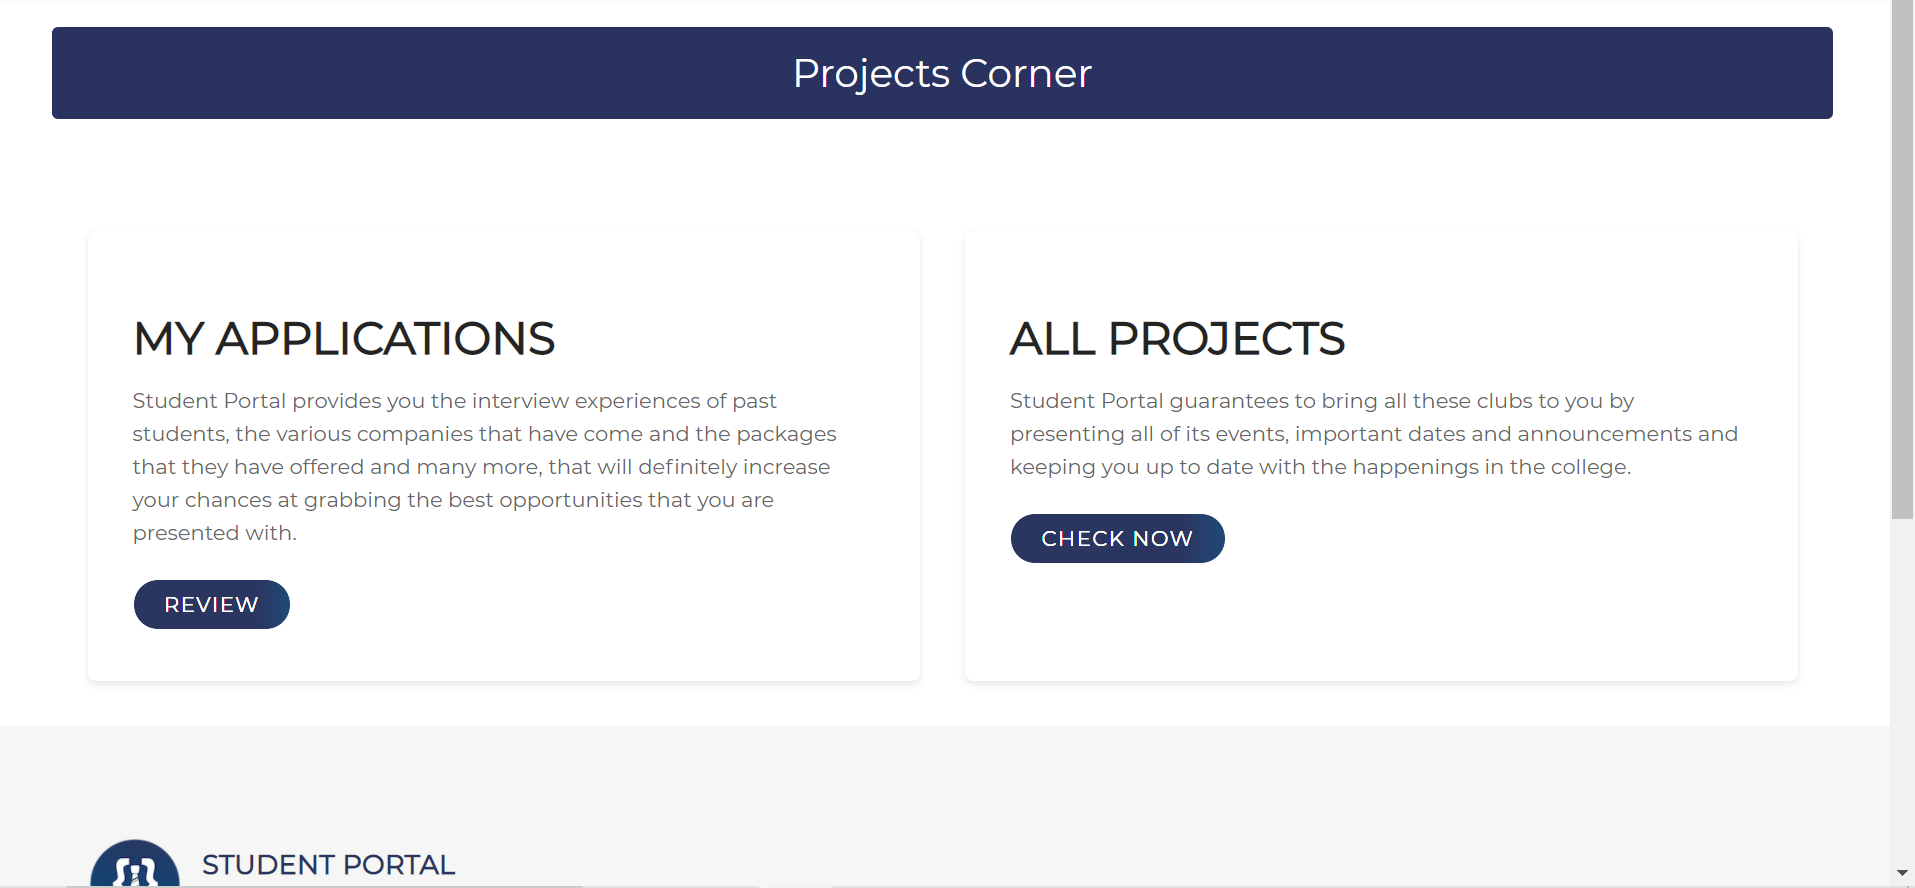 Projects Corner
MY APPLICATIONS
Student Portal provides you the interview experiences of past
students, the various companies that have come and the packages
that they have offered and many more, that will definitely increase
your chances at grabbing the best opportunities that you are
presented with.
REVIEW
ALL PROJECTS
Student Portal guarantees to bring all these clubs to you by
presenting all of its events, important dates and announcements and
keeping you up to date with the happenings in the college.
CHECK NOW
STUDENT PORTAL